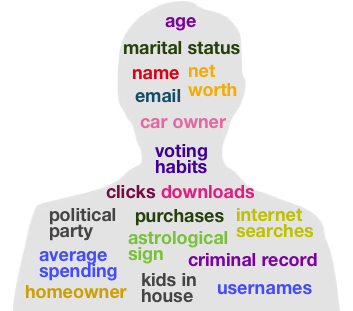 age
marital status
name
net
worth
email
car owner
voting
habits
clicks downloads
political
party
purchases
internet
searches
astrological
sign
average
spending
criminal record
kids in
house
homeowner
usernames